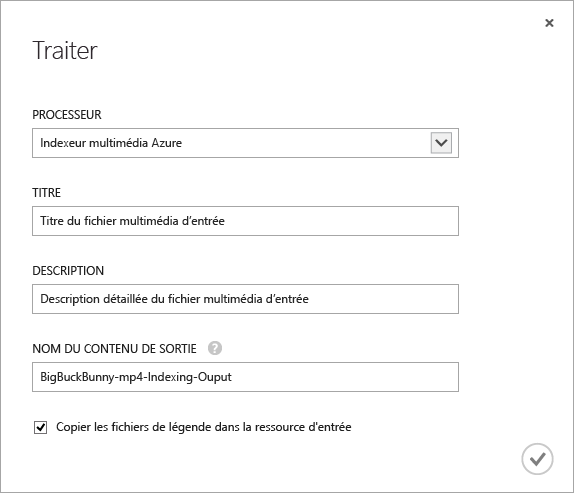 Traiter
PROCESSEUR
Indexeur multimédia Azure
TITRE
Titre du fichier multimédia d'entrée
DESCRIPTION
Description détaillée du fichier multimédia d'entrée
NOM DU CONTENU DE SORTIE ?
BigBuckBunny-mp4-Indexing-Ouput
Copier les fichiers de légende dans la ressource d'entrée